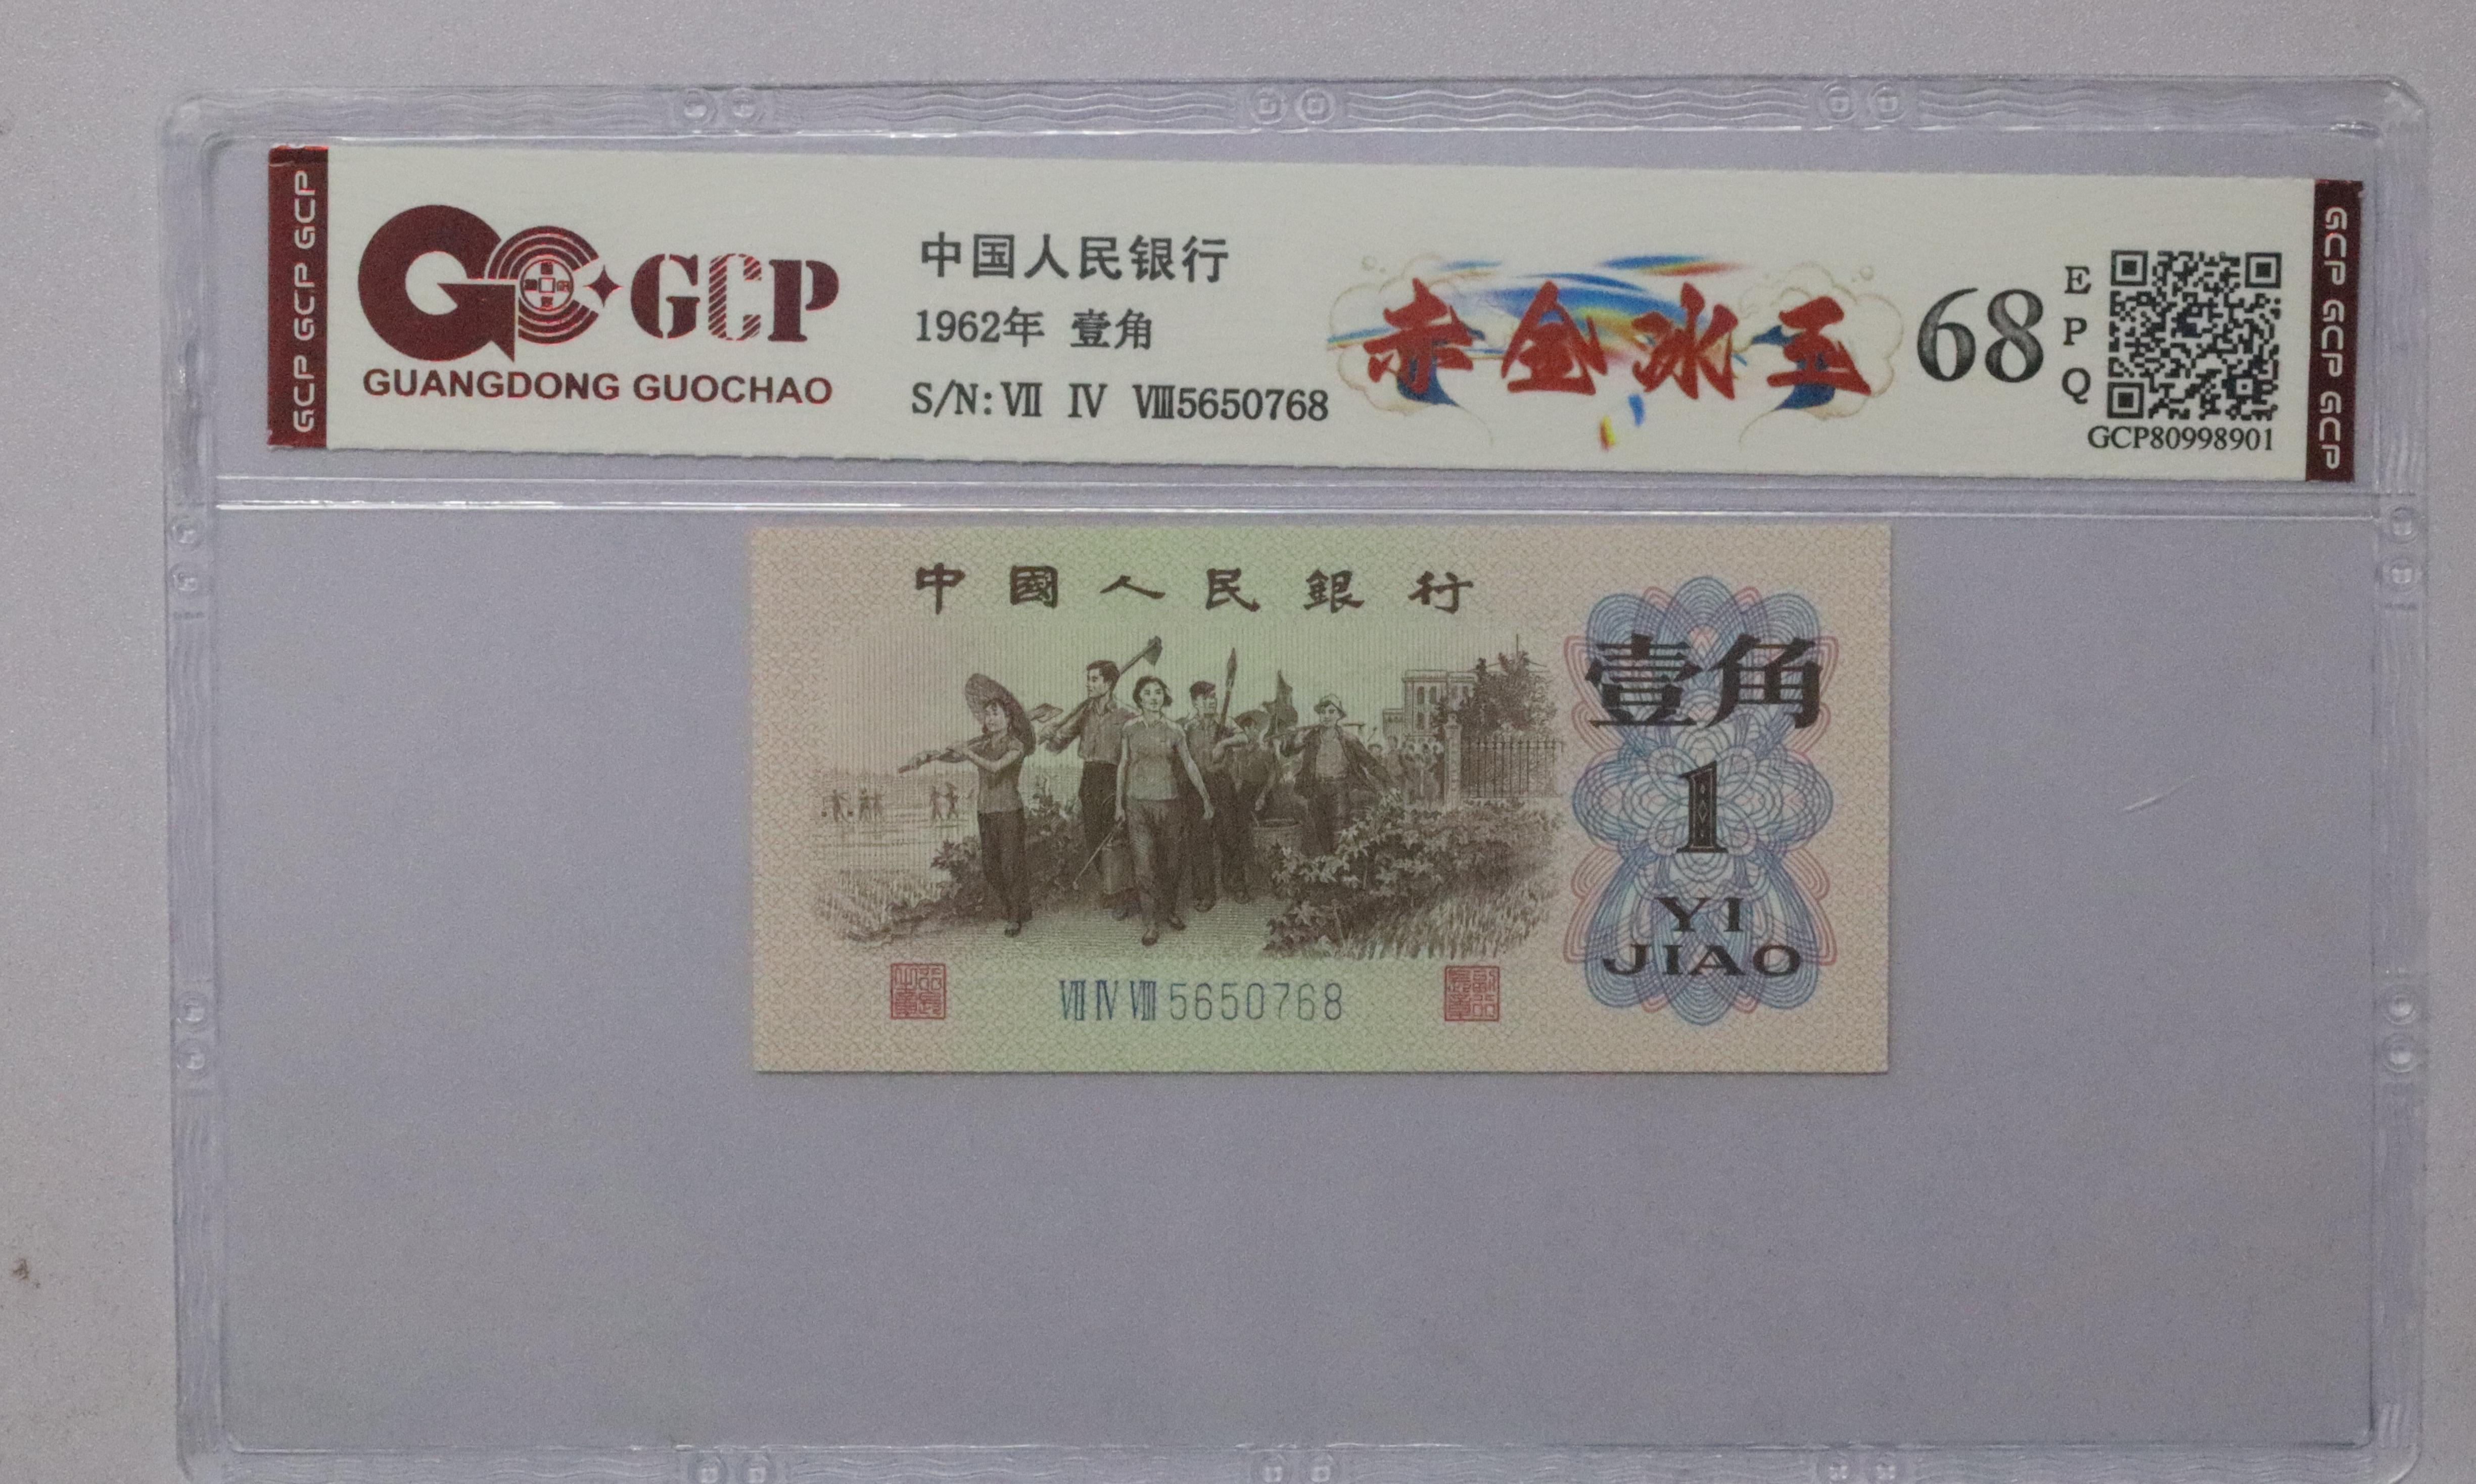 GCP GCP GCP
GCP
GUANGDONG GUOCHAO
中国人民银行
1962年 壹角
S/N:Ⅶ Ⅳ Ⅷ5650768
赤金冰王
68
E
P
Q
GCP80998901
GCP GCP GCP
中國人民銀行
壹角
1
YI
JIAO
Ⅶ Ⅳ Ⅷ 5650768